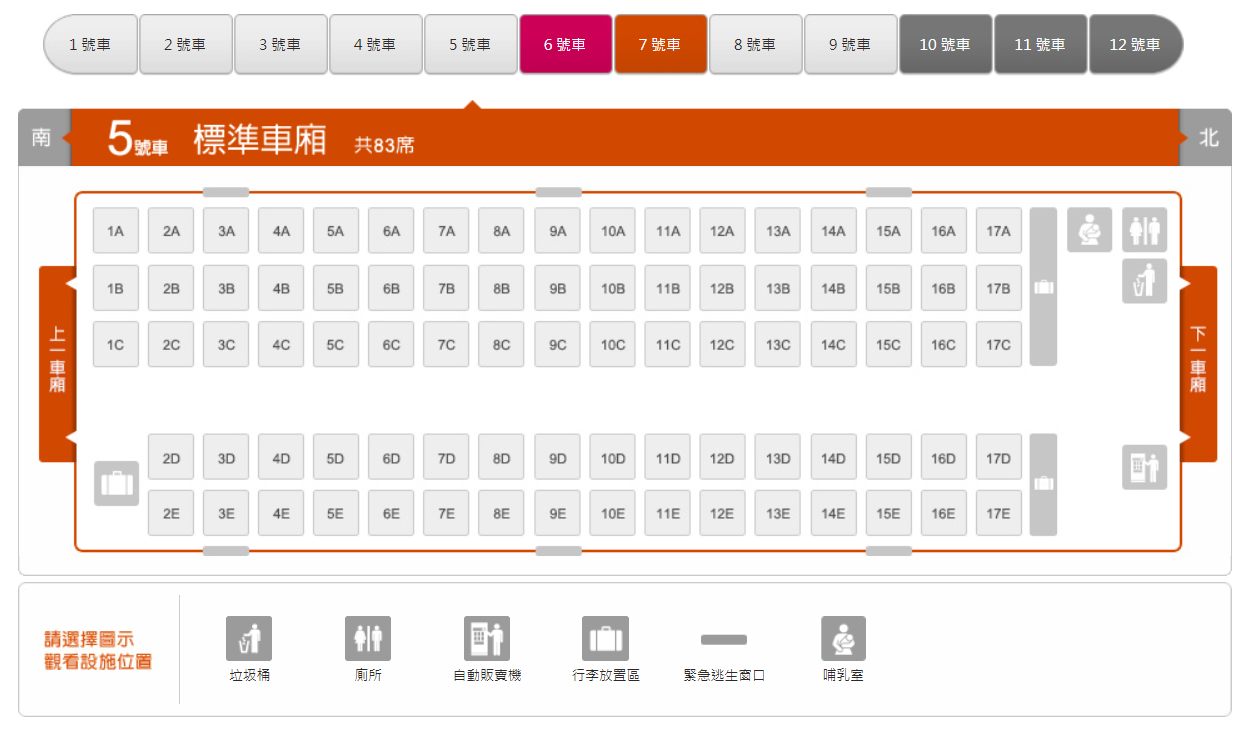 1 號車 2 號車 3 號車 4 號車 5 號車 6 號車 7 號車 8 號車 9 號車 10 號車 11 號車 12 號車
南 5號車 標準車廂 共83席 北
1A 2A 3A 4A 5A 6A 7A 8A 9A 10A 11A 12A 13A 14A 15A 16A 17A
1B 2B 3B 4B 5B 6B 7B 8B 9B 10B 11B 12B 13B 14B 15B 16B 17B
1C 2C 3C 4C 5C 6C 7C 8C 9C 10C 11C 12C 13C 14C 15C 16C 17C
上一車廂
下一車廂
2D 3D 4D 5D 6D 7D 8D 9D 10D 11D 12D 13D 14D 15D 16D 17D
2E 3E 4E 5E 6E 7E 8E 9E 10E 11E 12E 13E 14E 15E 16E 17E
請選擇圖示
觀看設施位置
垃圾桶 廁所 自動販賣機 行李放置區 緊急逃生窗口 哺乳室